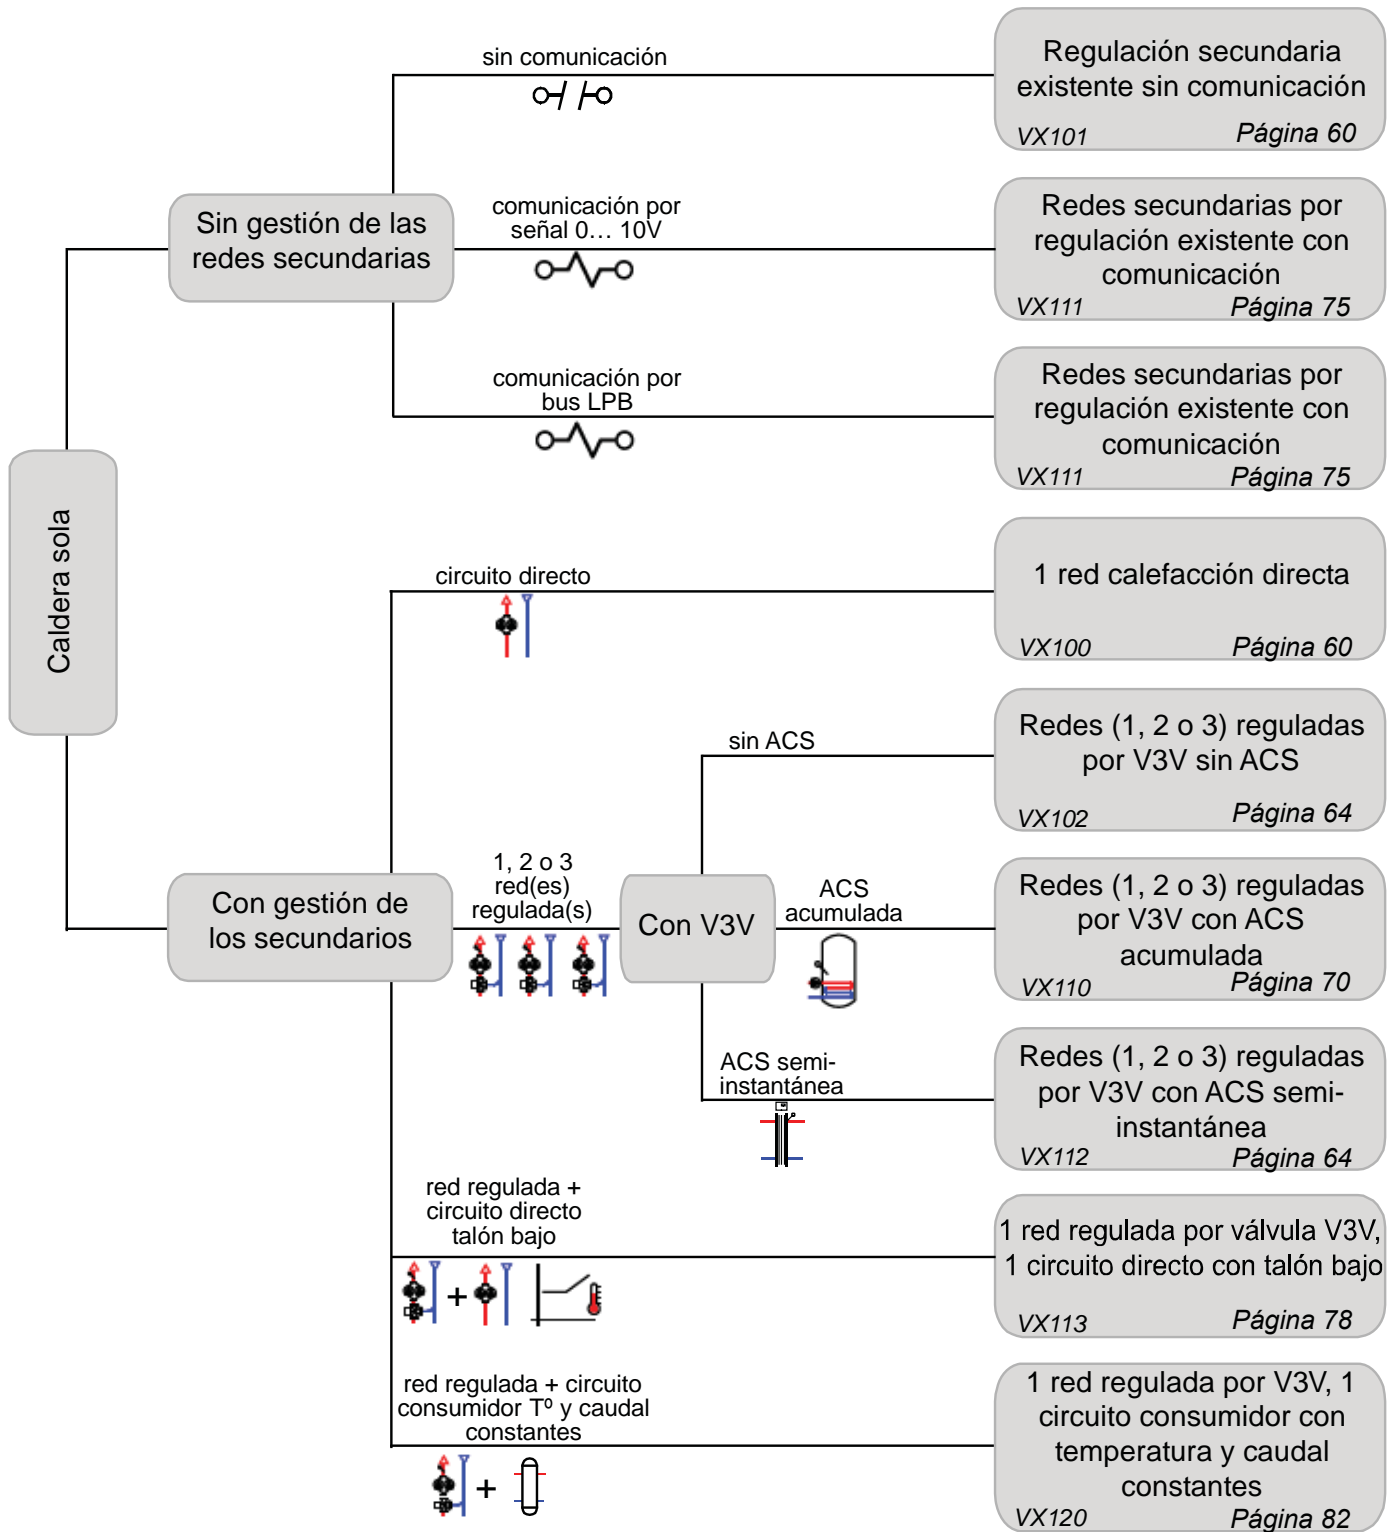 sin comunicación
Regulación secundaria
existente sin comunicación
VX101 Página 60
Sin gestión de las
redes secundarias
comunicación por
señal 0… 10V
Redes secundarias por
regulación existente con
comunicación
VX111 Página 75
comunicación por
bus LPB
Redes secundarias por
regulación existente con
comunicación
VX111 Página 75
Caldera sola
circuito directo
1 red calefacción directa
VX100 Página 60
sin ACS
Redes (1, 2 o 3) reguladas
por V3V sin ACS
VX102 Página 64
Con gestión de
los secundarios
1, 2 o 3
red(es)
regulada(s)
Con V3V
ACS
acumulada
Redes (1, 2 o 3) reguladas
por V3V con ACS
acumulada
VX110 Página 70
ACS semi-
instantánea
Redes (1, 2 o 3) reguladas
por V3V con ACS semi-
instantánea
VX112 Página 64
red regulada +
circuito directo
talón bajo
+
1 red regulada por válvula V3V,
1 circuito directo con talón bajo
VX113 Página 78
red regulada + circuito
consumidor Tº y caudal
constantes
+
1 red regulada por V3V, 1
circuito consumidor con
temperatura y caudal
constantes
VX120 Página 82